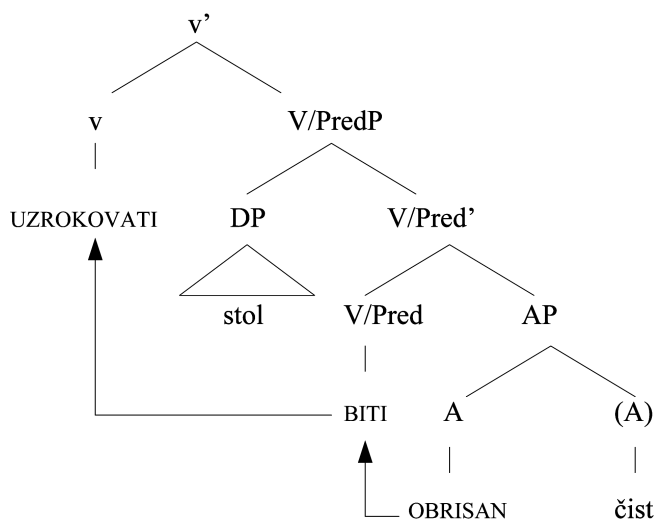 v’
v V/PredP
UZROKOVATI DP V/Pred’
stol V/Pred AP
BITI A (A)
OBRISAN čist